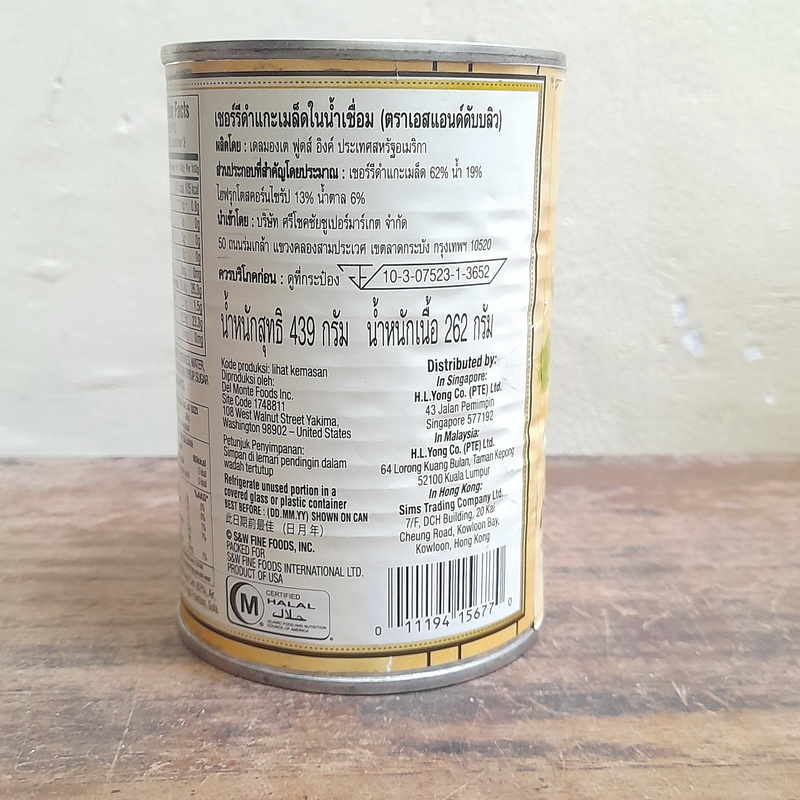 เชอร์รีดำแกะเมล็ดในน้ำเชื่อม (ตราเอสแอนด์ดับบลิว)
ผลิตโดย : เดลมองเต ฟูดส์ อิงค์ ประเทศสหรัฐอเมริกา
ส่วนประกอบที่สำคัญโดยประมาณ : เชอร์รีดำแกะเมล็ด 62% น้ำ 19%
ไฮฟรุกโตสคอร์นไซรัป 13% น้ำตาล 6%
นำเข้าโดย : บริษัท ศรีโชคชัยซูเปอร์มาร์เกต จำกัด
50 ถนนร่มเกล้า แขวงคลองสามประเวศ เขตลาดกระบัง กรุงเทพฯ 10520
ควรบริโภคก่อน : ดูที่กระป๋อง
10-3-07523-1-3652
น้ำหนักสุทธิ 439 กรัม น้ำหนักเนื้อ 262 กรัม
Kode produksi: lihat kemasan
Diproduksi oleh:
Del Monte Foods Inc.
Site Code 1748811
108 West Walnut Street Yakima,
Washington 98902 – United States
Petunjuk Penyimpanan:
Simpan di leman pendingin dalam
wadah tertutup
Refrigerate unused portion in a
covered glass or plastic container
BEST BEFORE: (DD.MM.YY) SHOWN ON CAN
此日期前最佳 (日月年)
© S&W FINE FOODS, INC.
PACKED FOR
S&W FINE FOODS INTERNATIONAL LTD.
PRODUCT OF USA
M
CERTIFIED
HALAL
حلال
ISLAMIC FOOD AND NUTRITION
COUNCIL OF AMERICA
Distributed by:
In Singapore:
H.L.Yong Co. (PTE) Ltd.
43 Jalan Pemimpin
Singapore 577192
In Malaysia:
H.L.Yong Co. (PTE) Ltd.
64 Lorong Kuang Bulan, Taman Kepong
52100 Kuala Lumpur
In Hong Kong:
Sims Trading Company Ltd.
7/F, DCH Building, 20 Kai
Cheung Road, Kowloon Bay,
Kowloon, Hong Kong
0 11194 15677 0